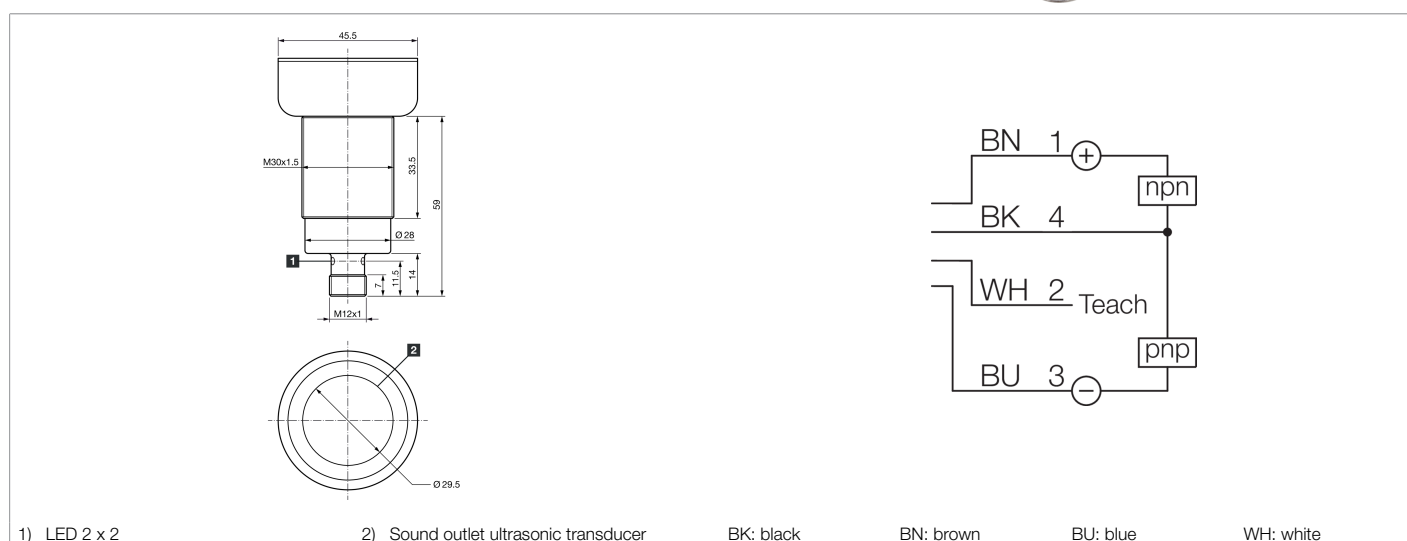 45.5
M30x1.5
33.5
59
Ø 28
1
7
11.5
14
M12x1
2
Ø 29.5
BN 1 +
npn
BK 4
WH 2 Teach
pnp
BU 3 −
1) LED 2 x 2 2) Sound outlet ultrasonic transducer BK: black BN: brown BU: blue WH: white